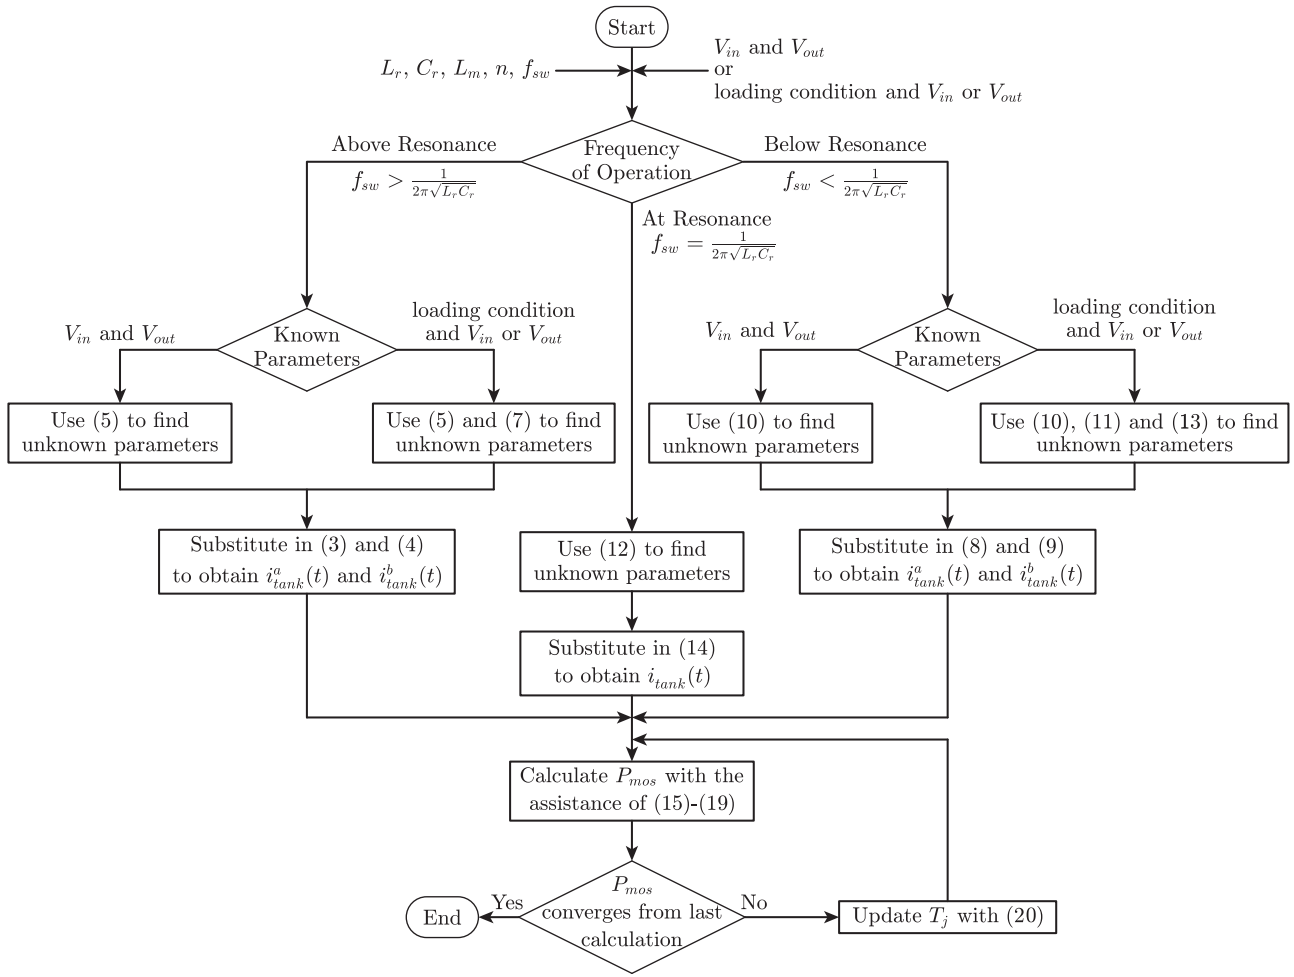 Start
L_r, C_r, L_m, n, f_sw
V_in and V_out
or
loading condition and V_in or V_out
Frequency
of Operation
Above Resonance
f_sw > 1/(2π√(L_r C_r))
Below Resonance
f_sw < 1/(2π√(L_r C_r))
At Resonance
f_sw = 1/(2π√(L_r C_r))
Known
Parameters
V_in and V_out
loading condition
and V_in or V_out
Known
Parameters
V_in and V_out
loading condition
and V_in or V_out
Use (5) to find
unknown parameters
Use (5) and (7) to find
unknown parameters
Use (10) to find
unknown parameters
Use (10), (11) and (13) to find
unknown parameters
Substitute in (3) and (4)
to obtain i^a_tank(t) and i^b_tank(t)
Use (12) to find
unknown parameters
Substitute in (8) and (9)
to obtain i^a_tank(t) and i^b_tank(t)
Substitute in (14)
to obtain i_tank(t)
Calculate P_mos with the
assistance of (15)-(19)
P_mos
converges from last
calculation
Yes
End
No
Update T_j with (20)